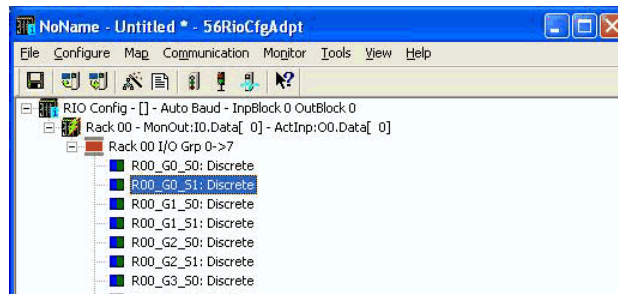 NoName - Untitled * - 56RioCfgAdpt
File Configure Map Communication Monitor Tools View Help
RIO Config - [] - Auto Baud - InpBlock 0 OutBlock 0
Rack 00 - MonOut:I0.Data[ 0] - ActInp:O0.Data[ 0]
Rack 00 I/O Grp 0->7
R00_G0_S0: Discrete
R00_G0_S1: Discrete
R00_G1_S0: Discrete
R00_G1_S1: Discrete
R00_G2_S0: Discrete
R00_G2_S1: Discrete
R00_G3_S0: Discrete